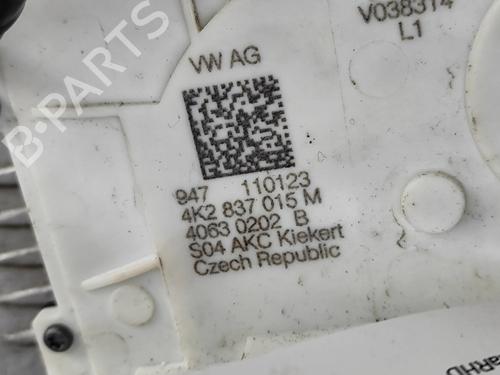 B-PARTS
V038314
L1
VW AG
947 110123
4K2 837 015 M
4063 0202 B
S04 AKC Kiekert
Czech Republic